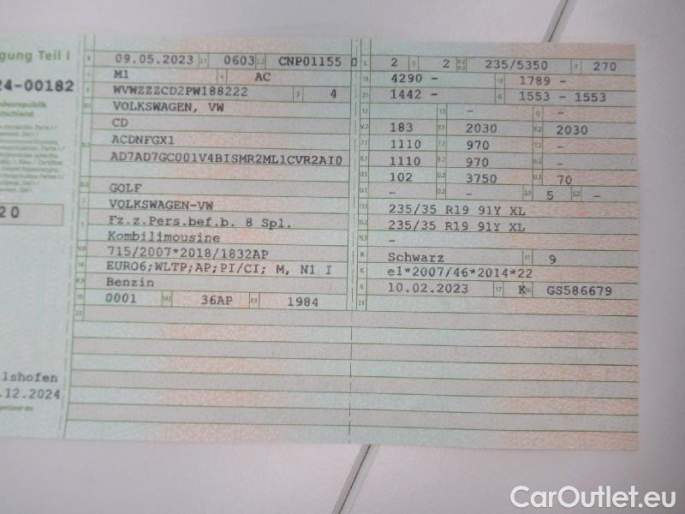 gung Teil I
24-00182
20
lshofen
.12.2024
09.05.2023 0603 CNP01155 0
M1 AC
WVWZZZCD2PW188222 4
VOLKSWAGEN, VW
CD
ACDNFGX1
AD7AD7GC001V4BISMR2ML1CVR2AI0
GOLF
VOLKSWAGEN-VW
Fz.z.Pers.bef.b. 8 Spl.
Kombilimousine
715/2007*2018/1832AP
EURO6;WLTP;AP;PI/CI; M, N1 I
Benzin
0001 36AP 1984
2 2 235/5350 270
4290 - 1789 -
1442 - 1553 - 1553
- - -
183 2030 2030
1110 970 -
1110 970 -
102 3750 70
- 5 -
235/35 R19 91Y XL
235/35 R19 91Y XL
-
Schwarz 9
e1*2007/46*2014*22
10.02.2023 K GS586679
CarOutlet.eu